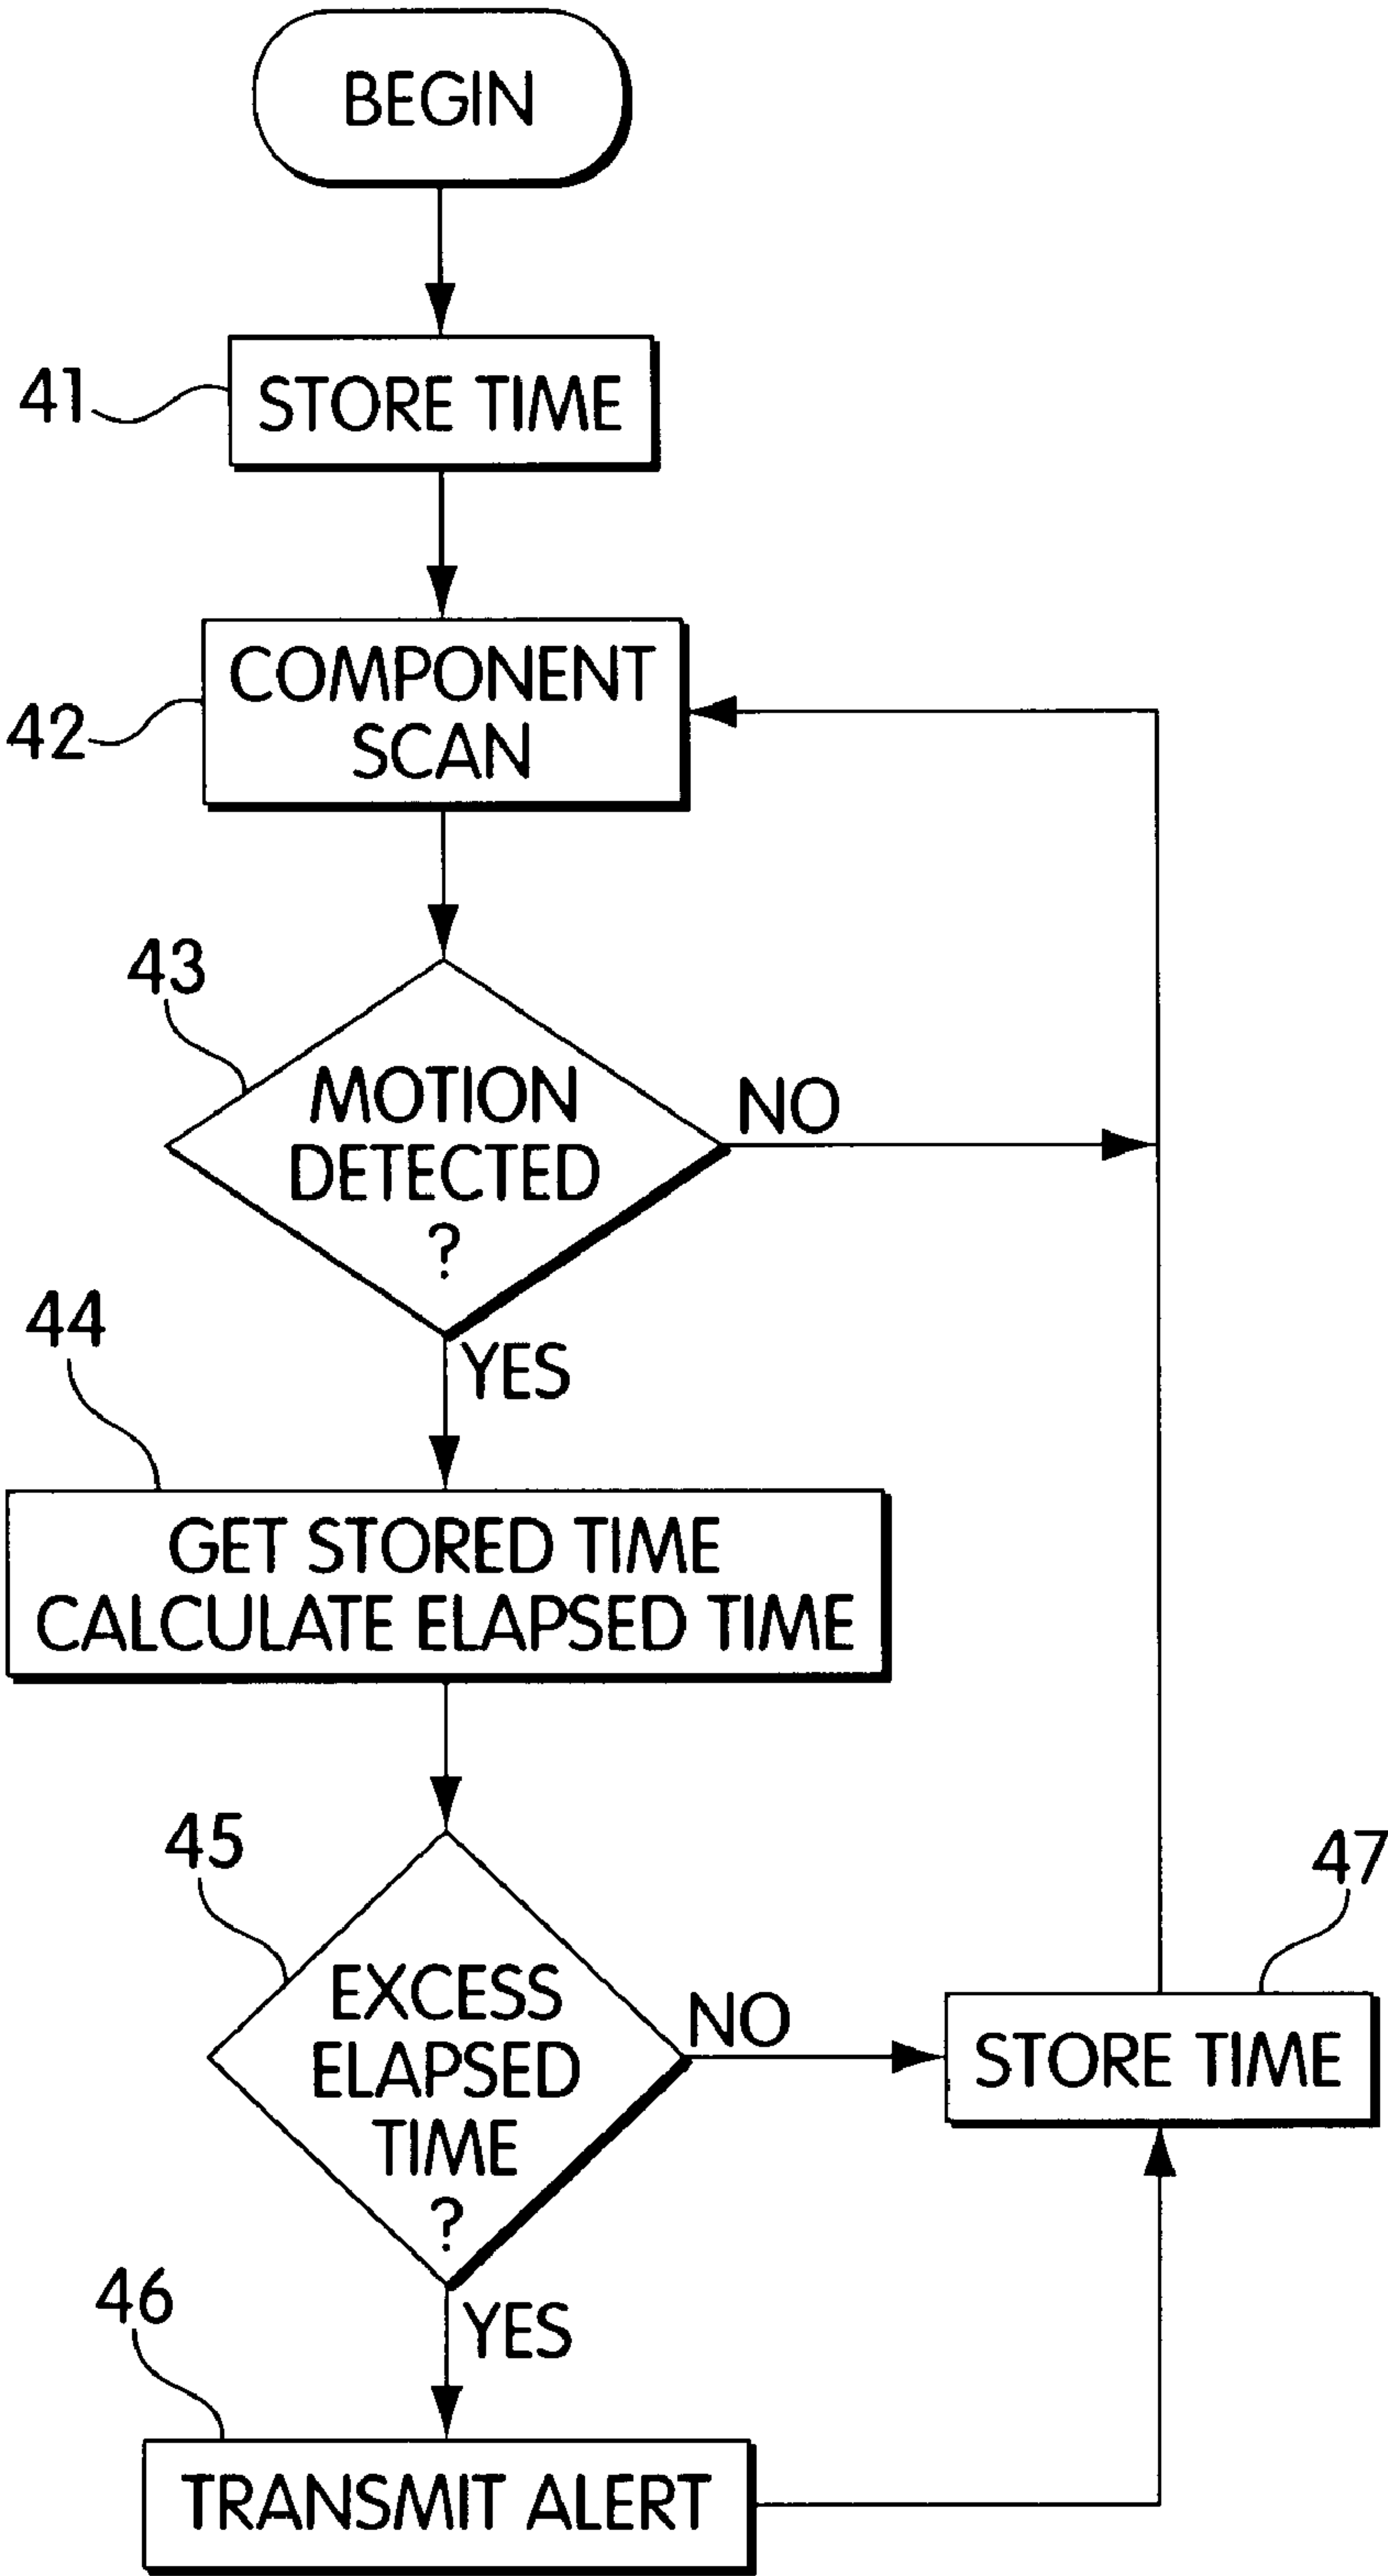 BEGIN
41
STORE TIME
42
COMPONENT
SCAN
43
MOTION
DETECTED
?
NO
YES
44
GET STORED TIME
CALCULATE ELAPSED TIME
45
EXCESS
ELAPSED
TIME
?
NO
47
STORE TIME
YES
46
TRANSMIT ALERT